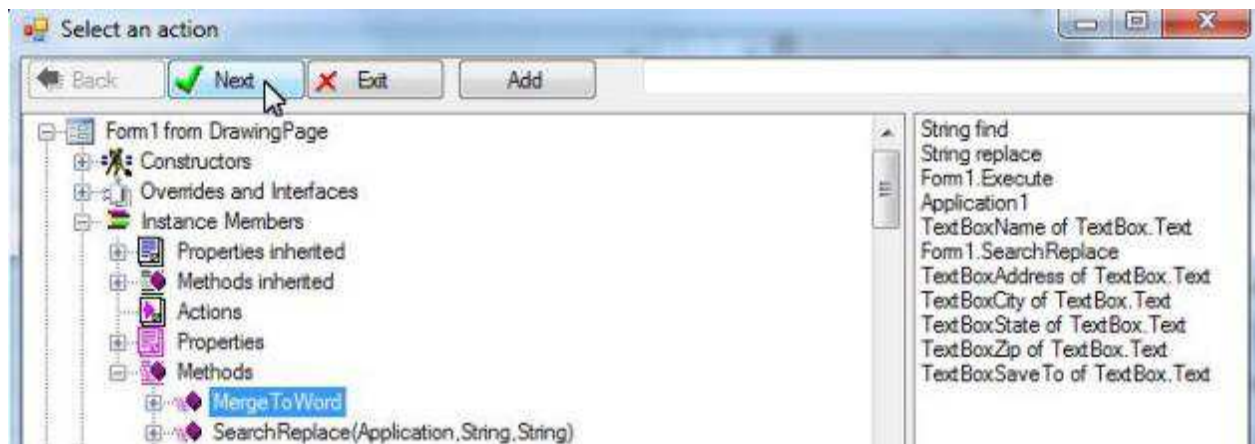 Select an action
Back Next Exit Add
Form1 from DrawingPage
Constructors
Overrides and Interfaces
Instance Members
Properties inherited
Methods inherited
Actions
Properties
Methods
MergeToWord
SearchReplace(Application,String,String)
String find
String replace
Form1.Execute
Application1
TextBoxName of TextBox.Text
Form1.SearchReplace
TextBoxAddress of TextBox.Text
TextBoxCity of TextBox.Text
TextBoxState of TextBox.Text
TextBoxZip of TextBox.Text
TextBoxSaveTo of TextBox.Text